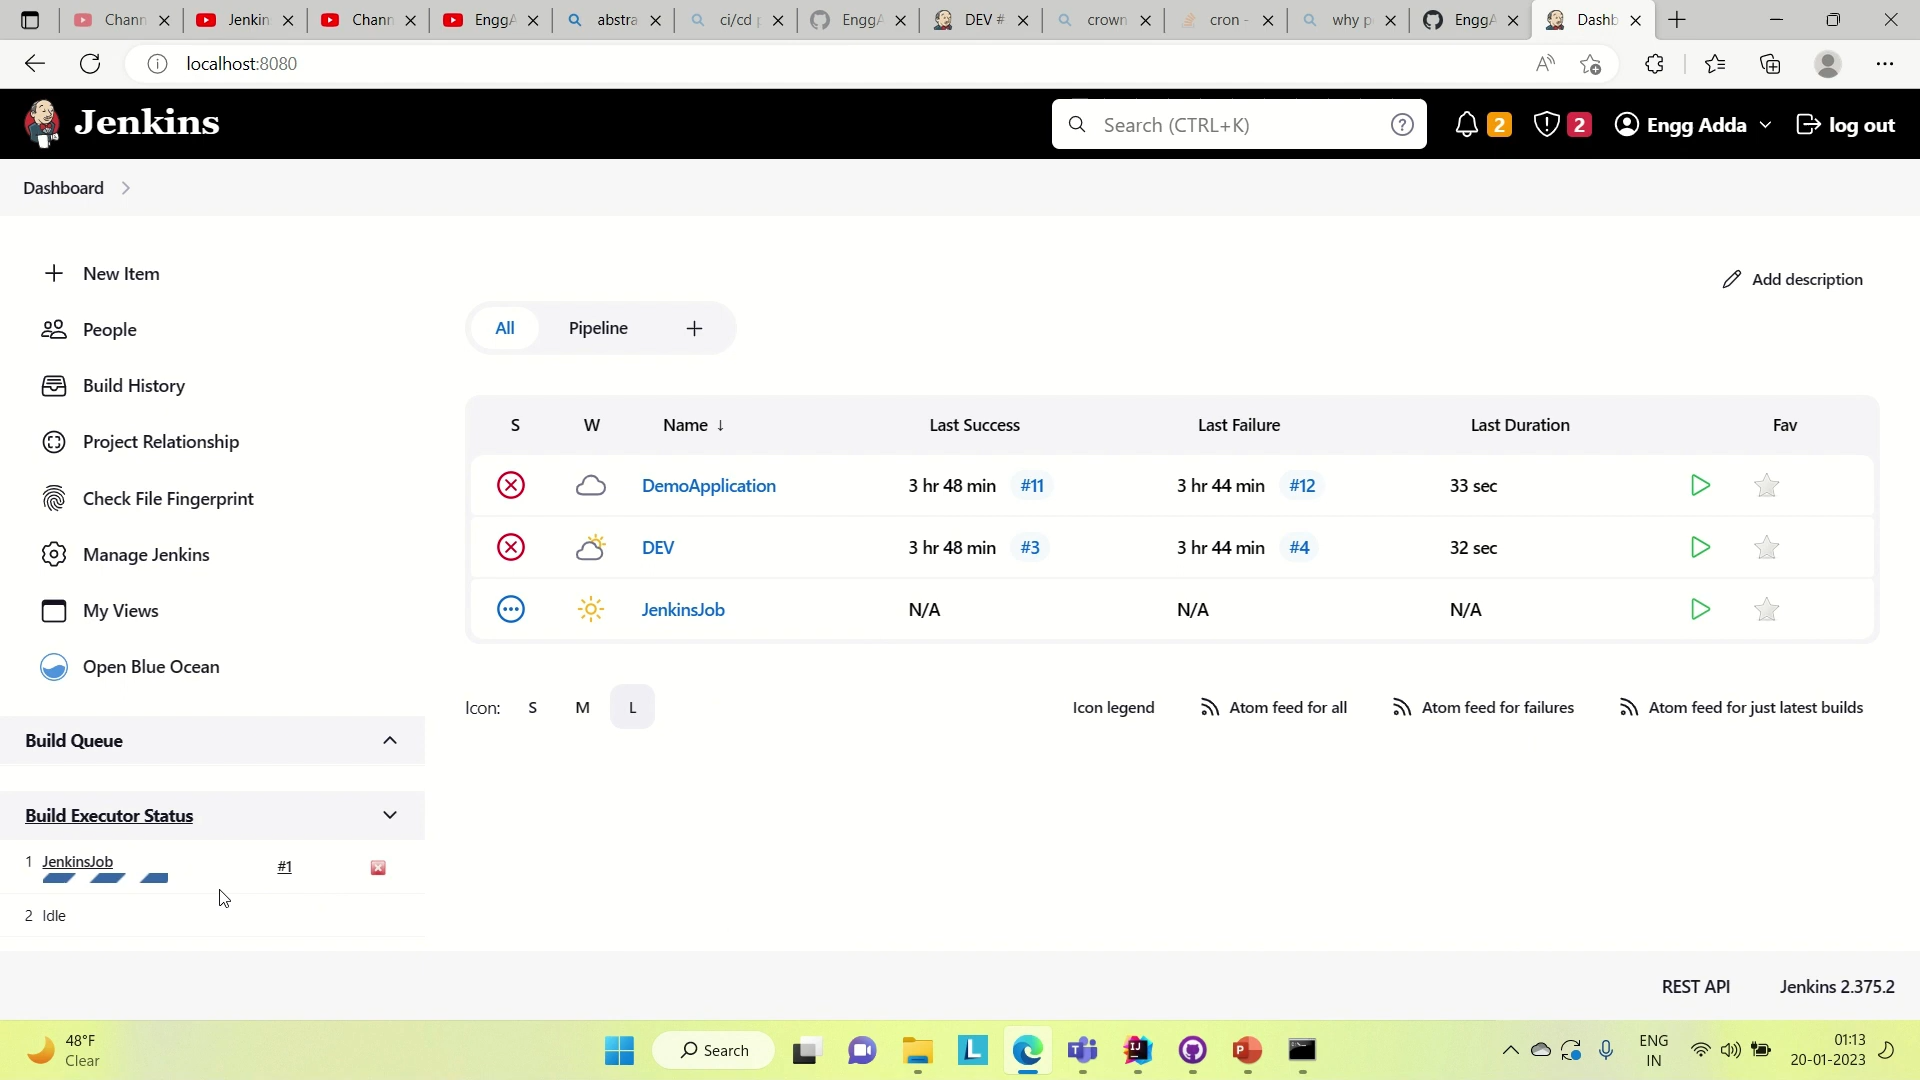 Chann
Jenkin
Chann
EnggA
abstra
ci/cd p
EnggA
DEV #
crown
cron -
why p
EnggA
Dashb
localhost:8080
Jenkins
Search (CTRL+K)
2
2
Engg Adda
log out
Dashboard
New Item
Add description
People
All
Pipeline
Build History
S W Name ↓ Last Success Last Failure Last Duration Fav
Project Relationship
DemoApplication 3 hr 48 min #11 3 hr 44 min #12 33 sec
Check File Fingerprint
DEV 3 hr 48 min #3 3 hr 44 min #4 32 sec
Manage Jenkins
JenkinsJob N/A N/A N/A
My Views
Open Blue Ocean
Icon: S M L
Icon legend
Atom feed for all
Atom feed for failures
Atom feed for just latest builds
Build Queue
Build Executor Status
1 JenkinsJob #1
2 Idle
REST API
Jenkins 2.375.2
48°F
Clear
Search
ENG
IN
01:13
20-01-2023